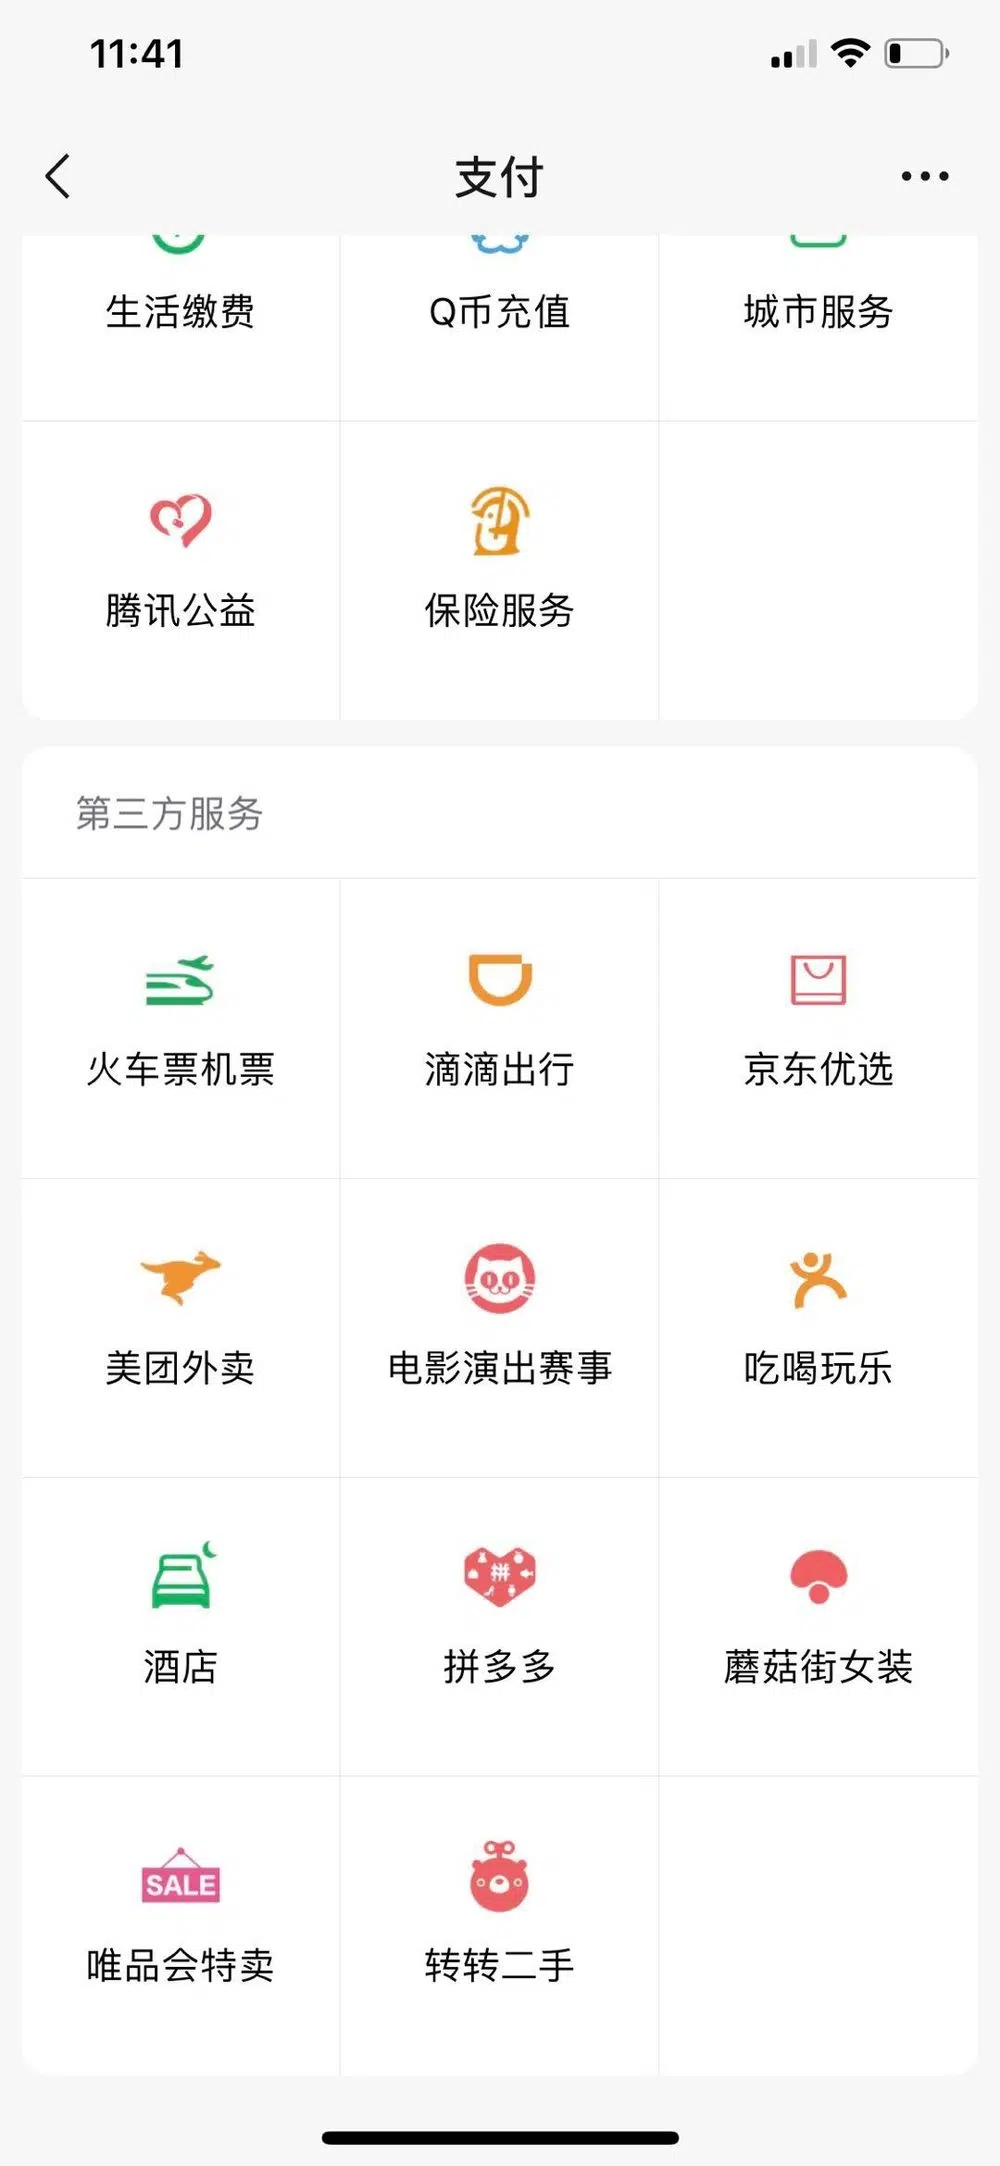 11:41
支付
生活缴费
Q币充值
城市服务
腾讯公益
保险服务
第三方服务
火车票机票
滴滴出行
京东优选
美团外卖
电影演出赛事
吃喝玩乐
酒店
拼
拼多多
蘑菇街女装
SALE
唯品会特卖
转转二手